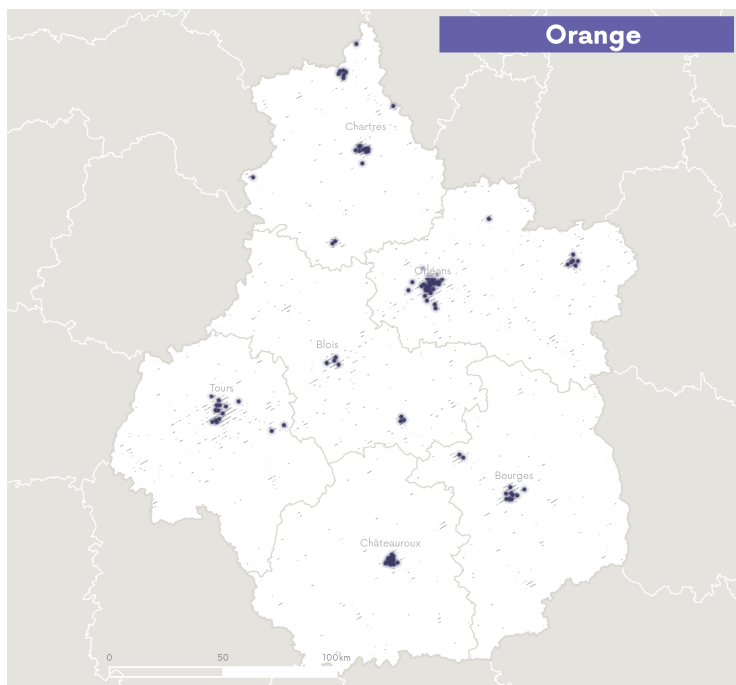 Orange
Chartres
Orléans
Blois
Tours
Bourges
Châteauroux
0 50 100km